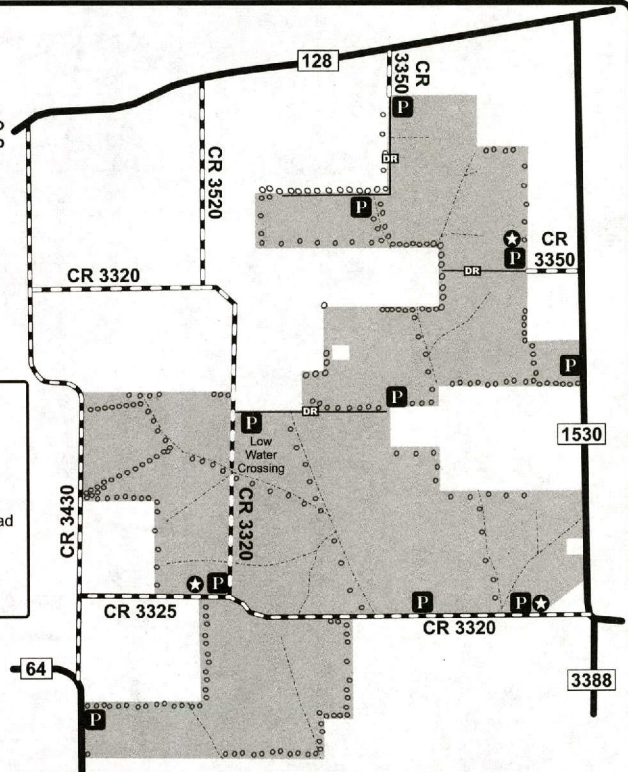 128
CR
3350
P
DR
CR 3520
P
CR
3350
P
DR
CR 3320
P
P
DR
P
Low
Water
Crossing
1530
ad
CR 3430
CR 3320
P
CR 3325
P
P
CR 3320
64
3388
P